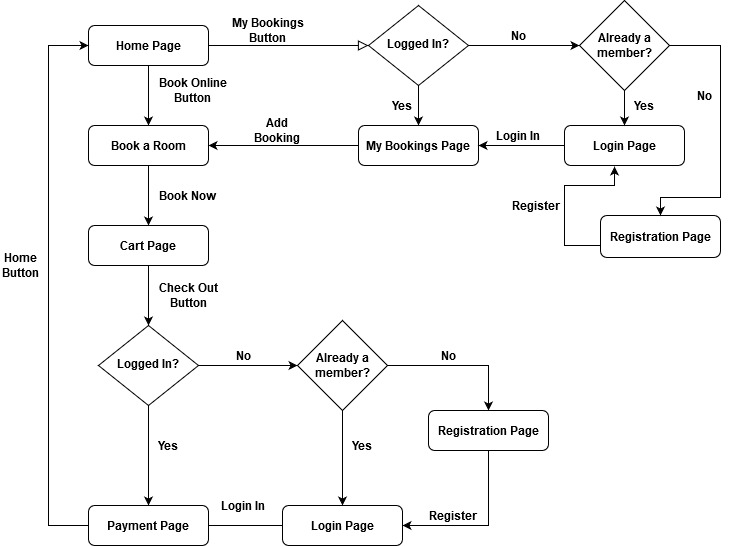 My Bookings
Button
Home Page
Logged In?
No
Already a
member?
Book Online
Button
Yes
Yes
No
Add
Booking
Book a Room
My Bookings Page
Login In
Login Page
Book Now
Register
Cart Page
Registration Page
Home
Button
Check Out
Button
Logged In?
No
Already a
member?
No
Registration Page
Yes
Yes
Login In
Payment Page
Login Page
Register